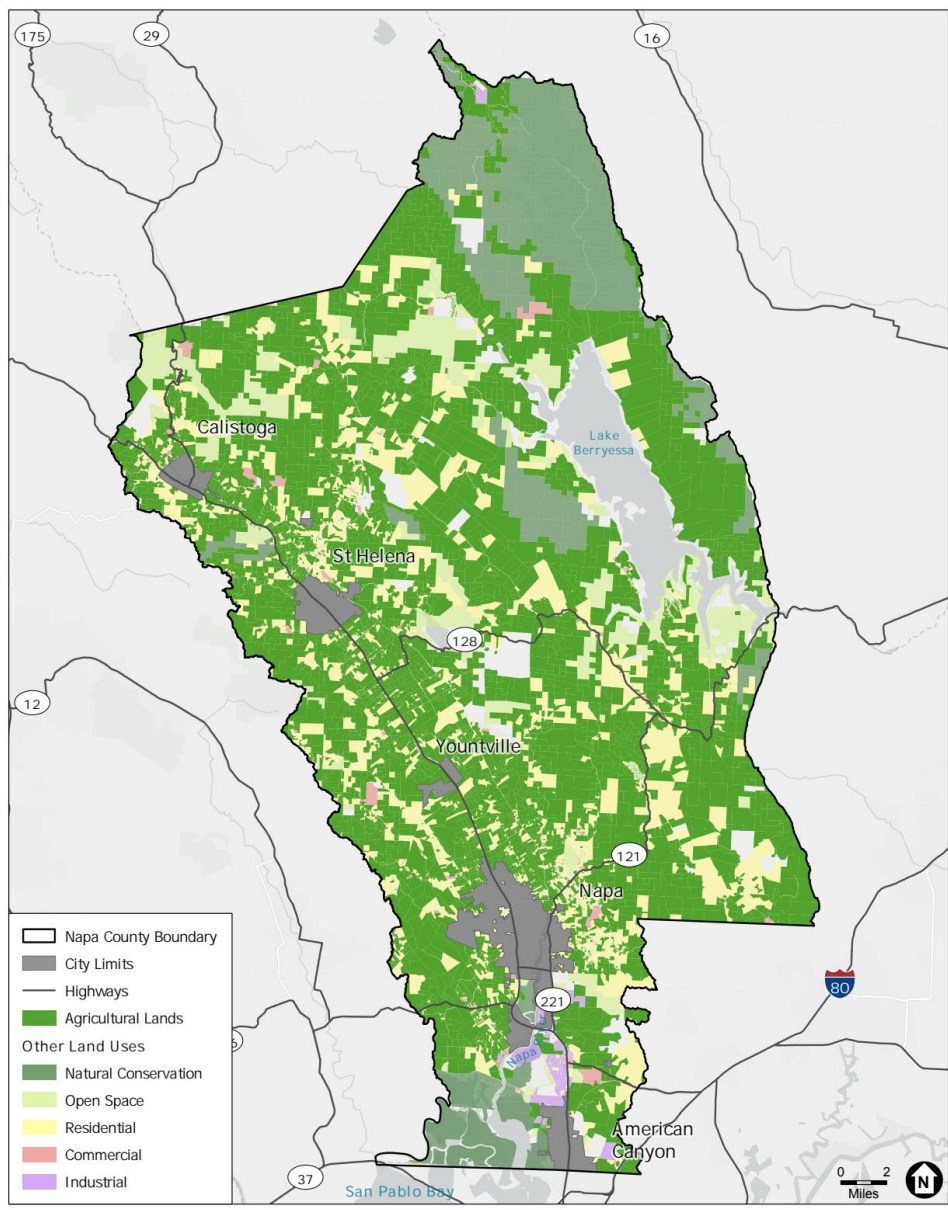 175
29
16
Calistoga
Lake
Berryessa
St Helena
128
12
Yountville
121
Napa
80
221
Napa
American
Canyon
37
San Pablo Bay
Napa County Boundary
City Limits
Highways
Agricultural Lands
Other Land Uses
Natural Conservation
Open Space
Residential
Commercial
Industrial
0 2
Miles
N